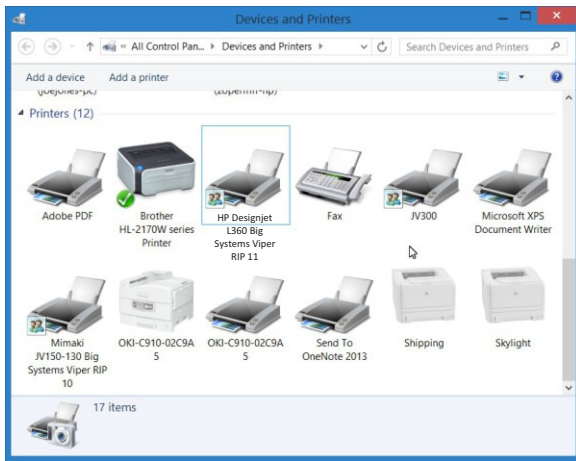 Devices and Printers
All Control Pan... Devices and Printers
Search Devices and Printers
Add a device Add a printer
(joejones-pc)
Printers (12)
Adobe PDF
Brother
HL-2170W series
Printer
HP Designjet
L360 Big
Systems Viper
RIP 11
Fax
JV300
Microsoft XPS
Document Writer
Mimaki
JV150-130 Big
Systems Viper RIP
10
OKI-C910-02C9A
5
OKI-C910-02C9A
5
Send To
OneNote 2013
Shipping
Skylight
17 items